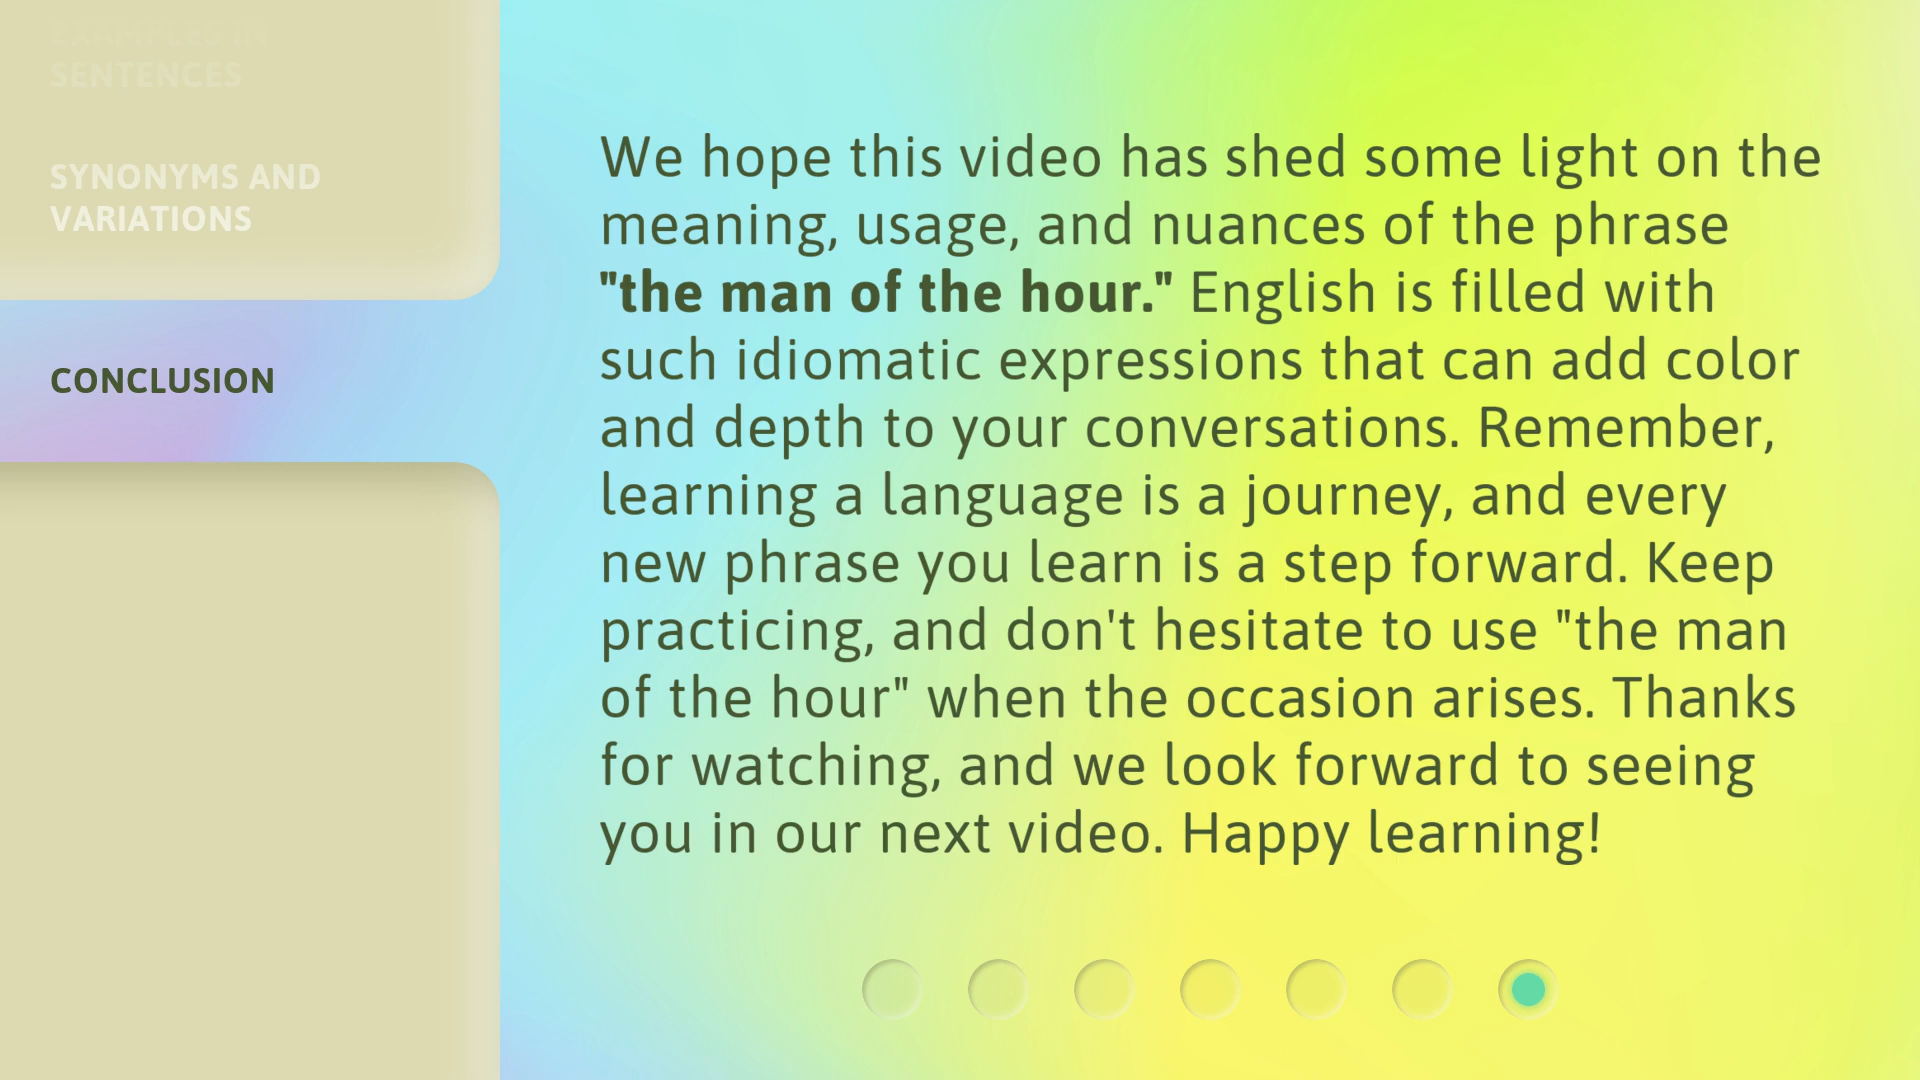 EXAMPLES IN
SENTENCES
SYNONYMS AND
VARIATIONS
CONCLUSION
We hope this video has shed some light on the
meaning, usage, and nuances of the phrase
"the man of the hour." English is filled with
such idiomatic expressions that can add color
and depth to your conversations. Remember,
learning a language is a journey, and every
new phrase you learn is a step forward. Keep
practicing, and don't hesitate to use "the man
of the hour" when the occasion arises. Thanks
for watching, and we look forward to seeing
you in our next video. Happy learning!